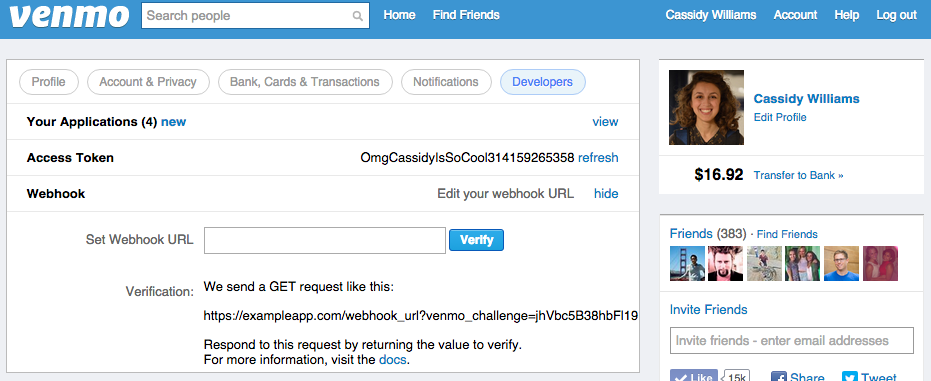 venmo Search people Home Find Friends Cassidy Williams Account Help Log out
Profile Account & Privacy Bank, Cards & Transactions Notifications Developers
Your Applications (4) new view
Access Token OmgCassidyIsSoCool314159265358 refresh
Webhook Edit your webhook URL hide
Set Webhook URL Verify
Verification: We send a GET request like this:
https://exampleapp.com/webhook_url?venmo_challenge=jhVbc5B38hbFl19
Respond to this request by returning the value to verify.
For more information, visit the docs.
Cassidy Williams
Edit Profile
$16.92 Transfer to Bank »
Friends (383) · Find Friends
Invite Friends
Invite friends - enter email addresses
Like 15k Share Tweet